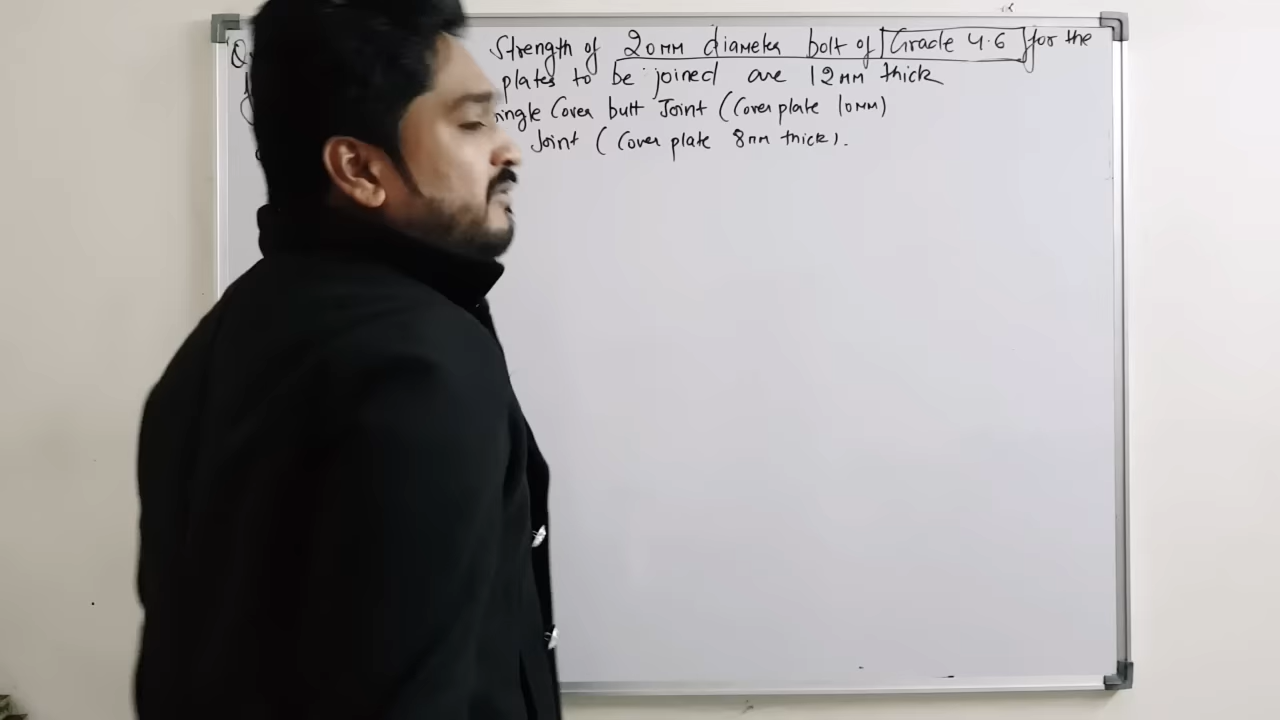 Q Strength of 20mm diameter bolt of Grade 4.6 for the
plates to be joined are 12mm thick
Single Cover butt Joint (Cover plate 10mm)
Joint (Cover plate 8mm thick).